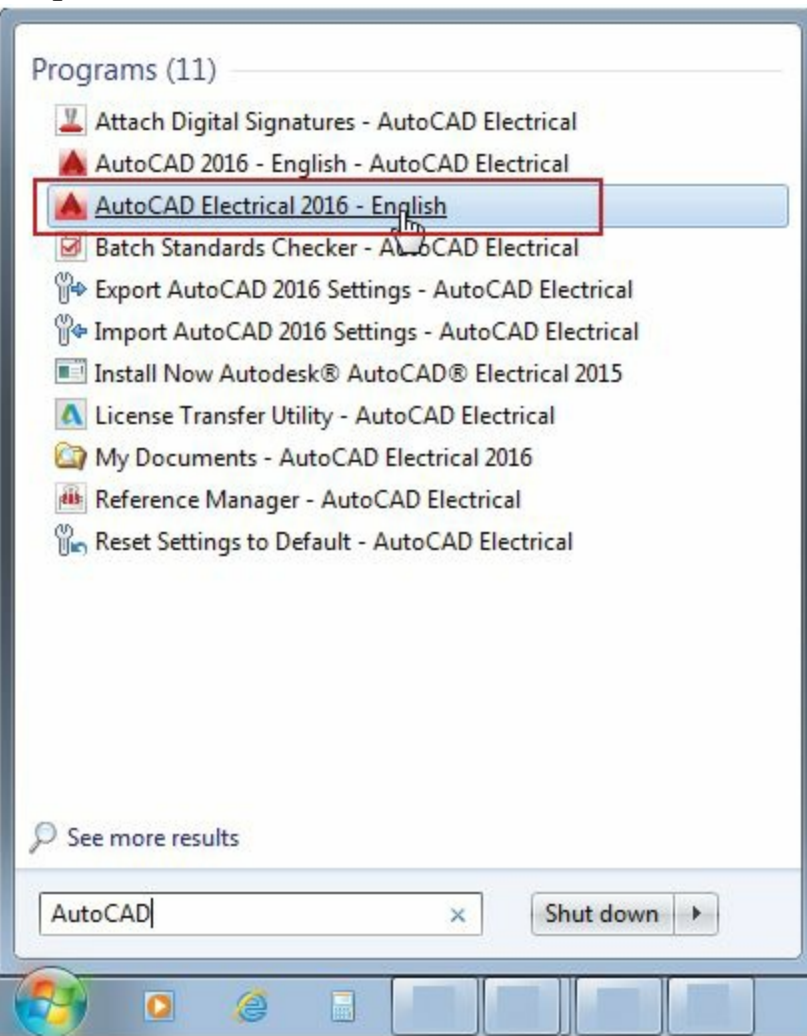 Programs (11)
Attach Digital Signatures - AutoCAD Electrical
AutoCAD 2016 - English - AutoCAD Electrical
AutoCAD Electrical 2016 - English
Batch Standards Checker - AutoCAD Electrical
Export AutoCAD 2016 Settings - AutoCAD Electrical
Import AutoCAD 2016 Settings - AutoCAD Electrical
Install Now Autodesk® AutoCAD® Electrical 2015
License Transfer Utility - AutoCAD Electrical
My Documents - AutoCAD Electrical 2016
Reference Manager - AutoCAD Electrical
Reset Settings to Default - AutoCAD Electrical
See more results
AutoCAD Shut down